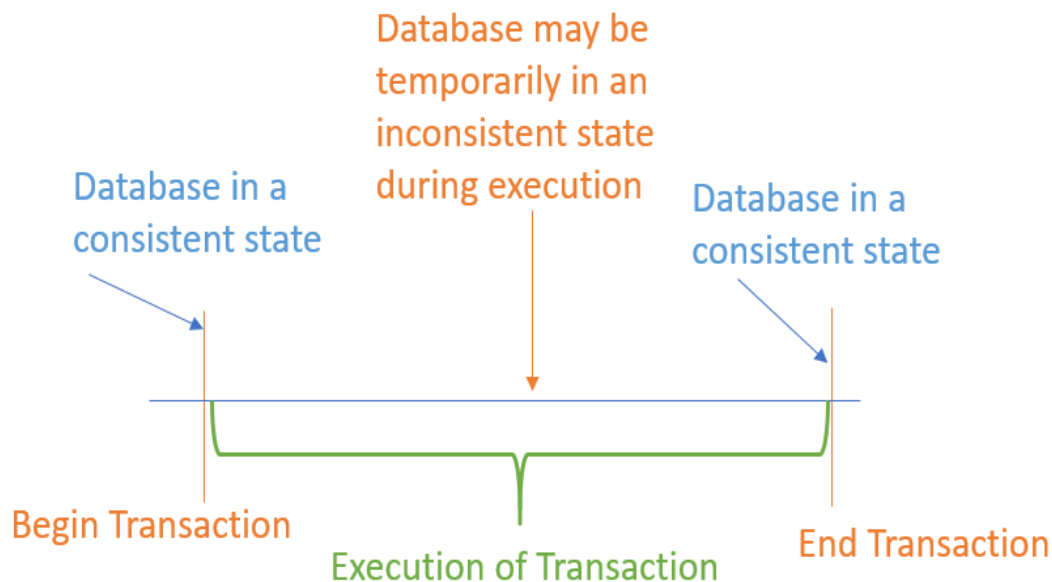 Database may be
temporarily in an
inconsistent state
during execution
Database in a
consistent state
Database in a
consistent state
Begin Transaction
End Transaction
Execution of Transaction